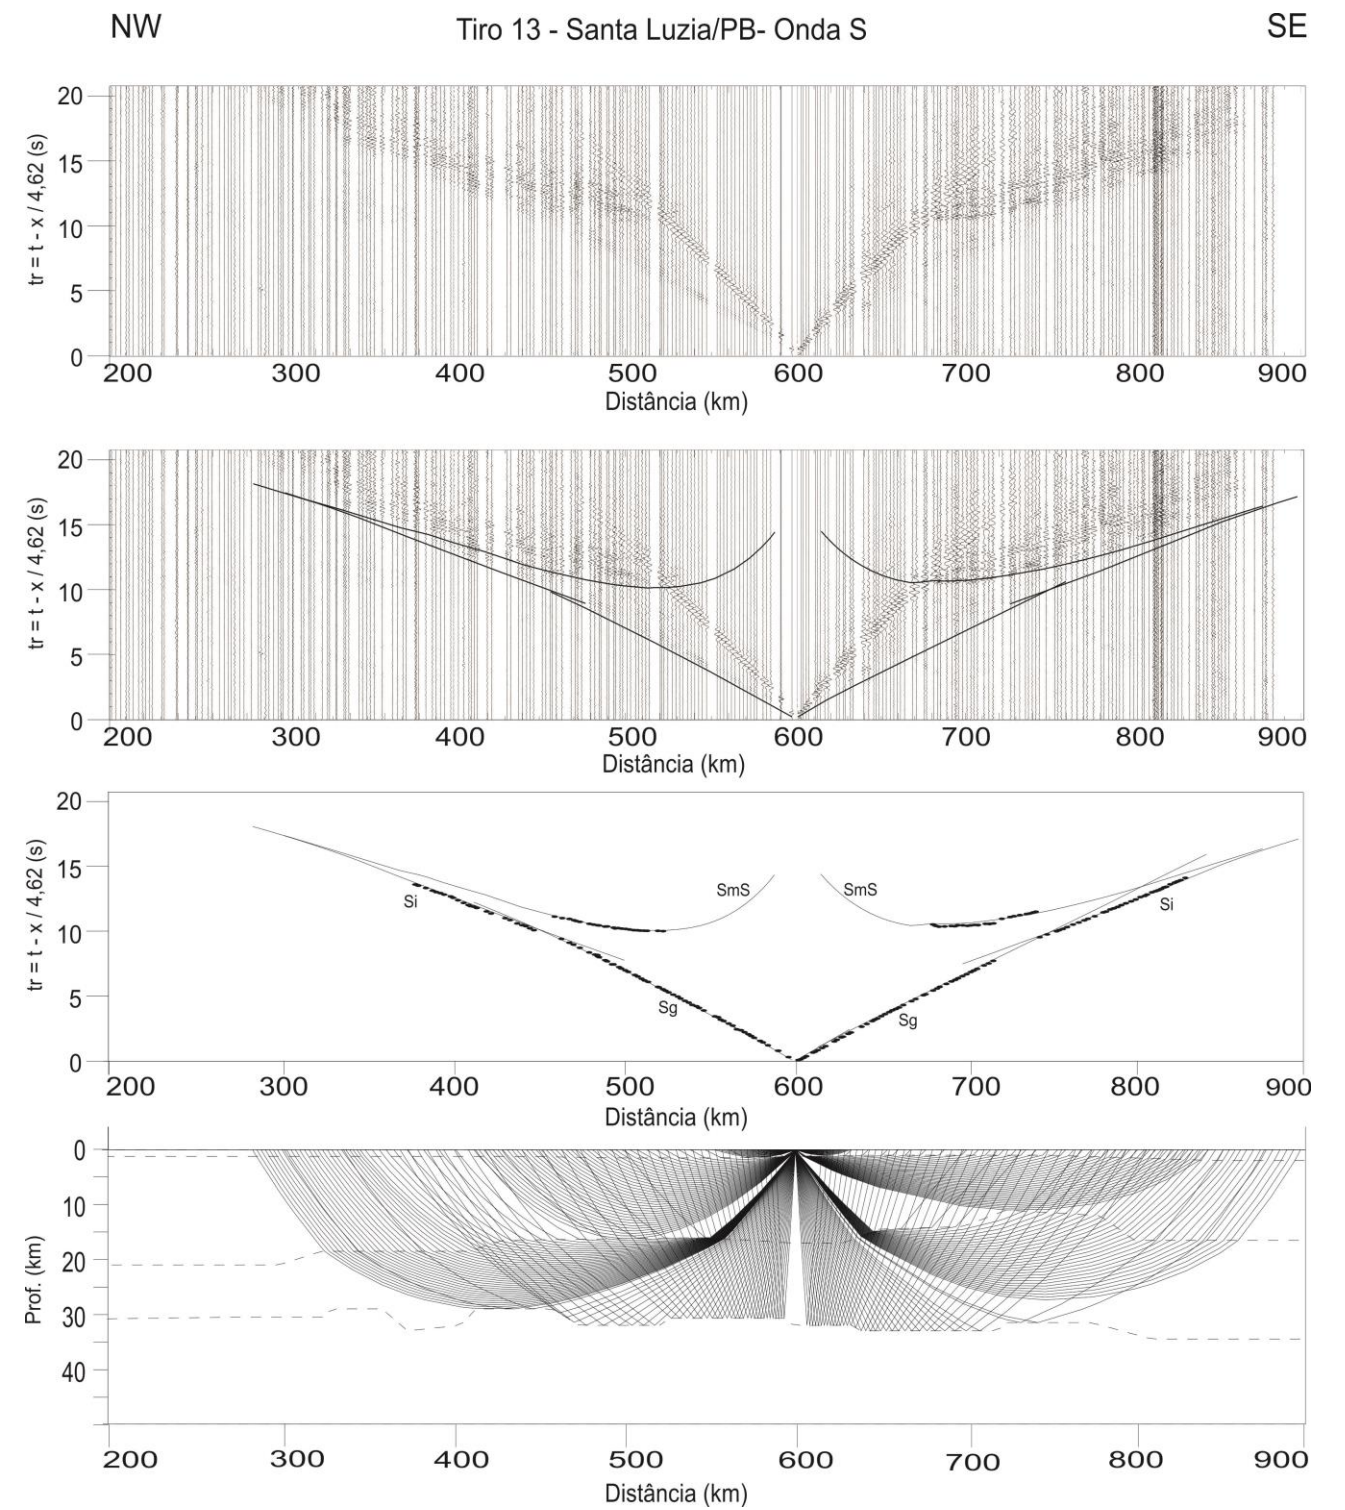 NW Tiro 13 - Santa Luzia/PB- Onda S SE
20
15
10
5
0
tr = t - x / 4,62 (s)
200 300 400 500 600 700 800 900
Distância (km)
20
15
10
5
0
tr = t - x / 4,62 (s)
200 300 400 500 600 700 800 900
Distância (km)
20
15
10
5
0
tr = t - x / 4,62 (s)
SmS SmS
Si Si
Sg Sg
200 300 400 500 600 700 800 900
Distância (km)
0
10
20
30
40
Prof. (km)
200 300 400 500 600 700 800 900
Distância (km)